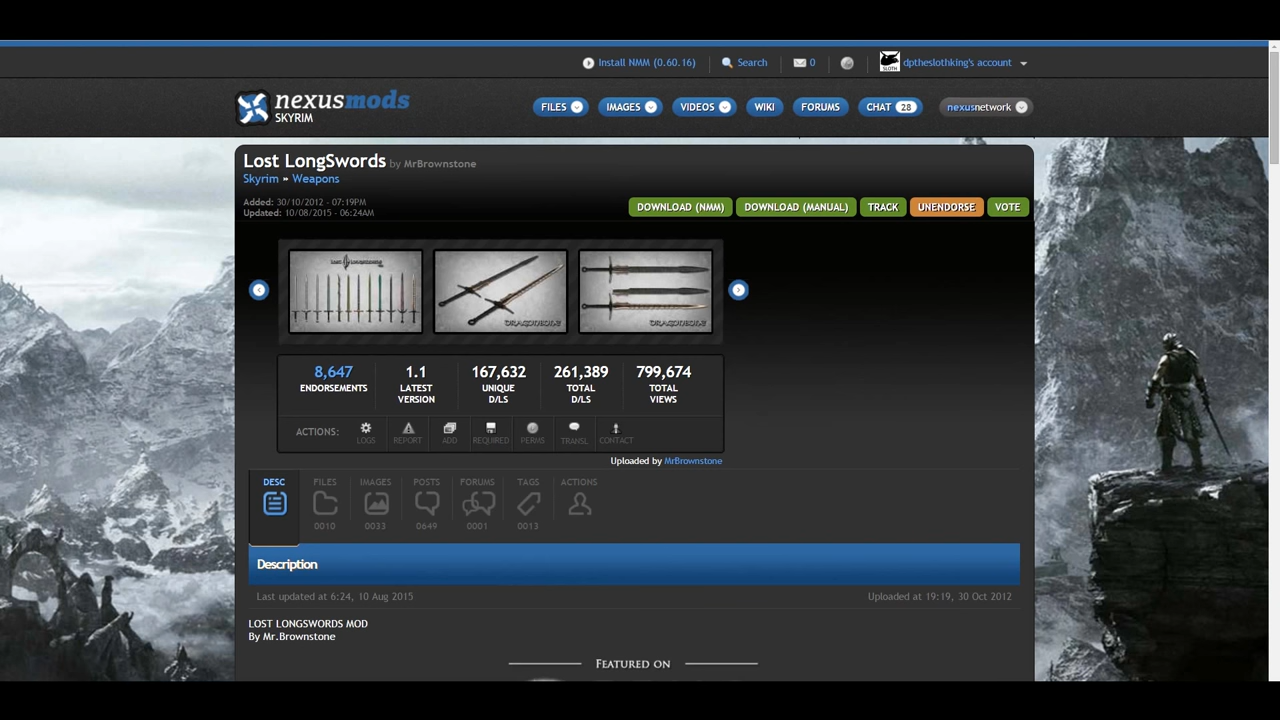 Install NMM (0.60.16) Search 0 dptheslothking's account
SLOTH
nexusmods
SKYRIM
FILES IMAGES VIDEOS WIKI FORUMS CHAT 28 nexusnetwork
Lost LongSwords by MrBrownstone
Skyrim » Weapons
Added: 30/10/2012 - 07:19PM
Updated: 10/08/2015 - 06:24AM
DOWNLOAD (NMM) DOWNLOAD (MANUAL) TRACK UNENDORSE VOTE
DRAGONBONE DRAGONBONE
8,647 1.1 167,632 261,389 799,674
ENDORSEMENTS LATEST UNIQUE TOTAL TOTAL
VERSION D/LS D/LS VIEWS
ACTIONS: LOGS REPORT ADD REQUIRED PERMS TRANSL CONTACT
Uploaded by MrBrownstone
DESC FILES IMAGES POSTS FORUMS TAGS ACTIONS
0010 0033 0649 0001 0013
Description
Last updated at 6:24, 10 Aug 2015 Uploaded at 19:19, 30 Oct 2012
LOST LONGSWORDS MOD
By Mr.Brownstone
FEATURED ON